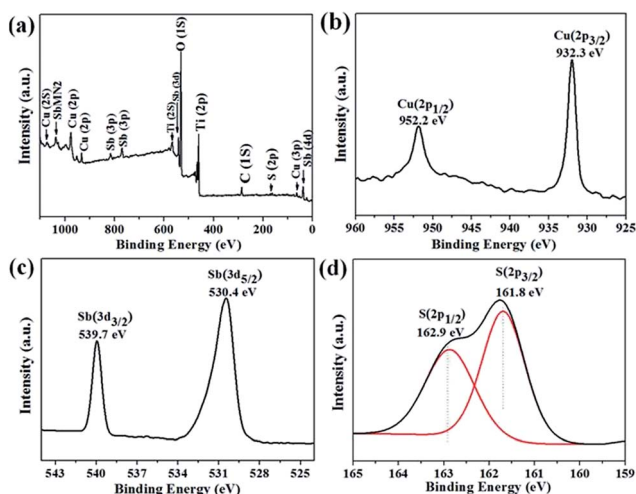 (a)
Intensity (a.u.)
Cu (2S)
SbMN2
Cu (2p)
Cu (2p)
Sb (3p)
Sb (3p)
Ti (2S)
Sb (3d)
O (1S)
Ti (2p)
C (1S)
S (2p)
Cu (3p)
Sb (4d)
1000 800 600 400 200 0
Binding Energy (eV)
(b)
Intensity (a.u.)
Cu(2p3/2)
932.3 eV
Cu(2p1/2)
952.2 eV
960 955 950 945 940 935 930 925
Binding Energy (eV)
(c)
Intensity (a.u.)
Sb(3d5/2)
530.4 eV
Sb(3d3/2)
539.7 eV
543 540 537 534 531 528 525
Binding Energy (eV)
(d)
Intensity (a.u.)
S(2p3/2)
161.8 eV
S(2p1/2)
162.9 eV
165 164 163 162 161 160 159
Binding Energy (eV)